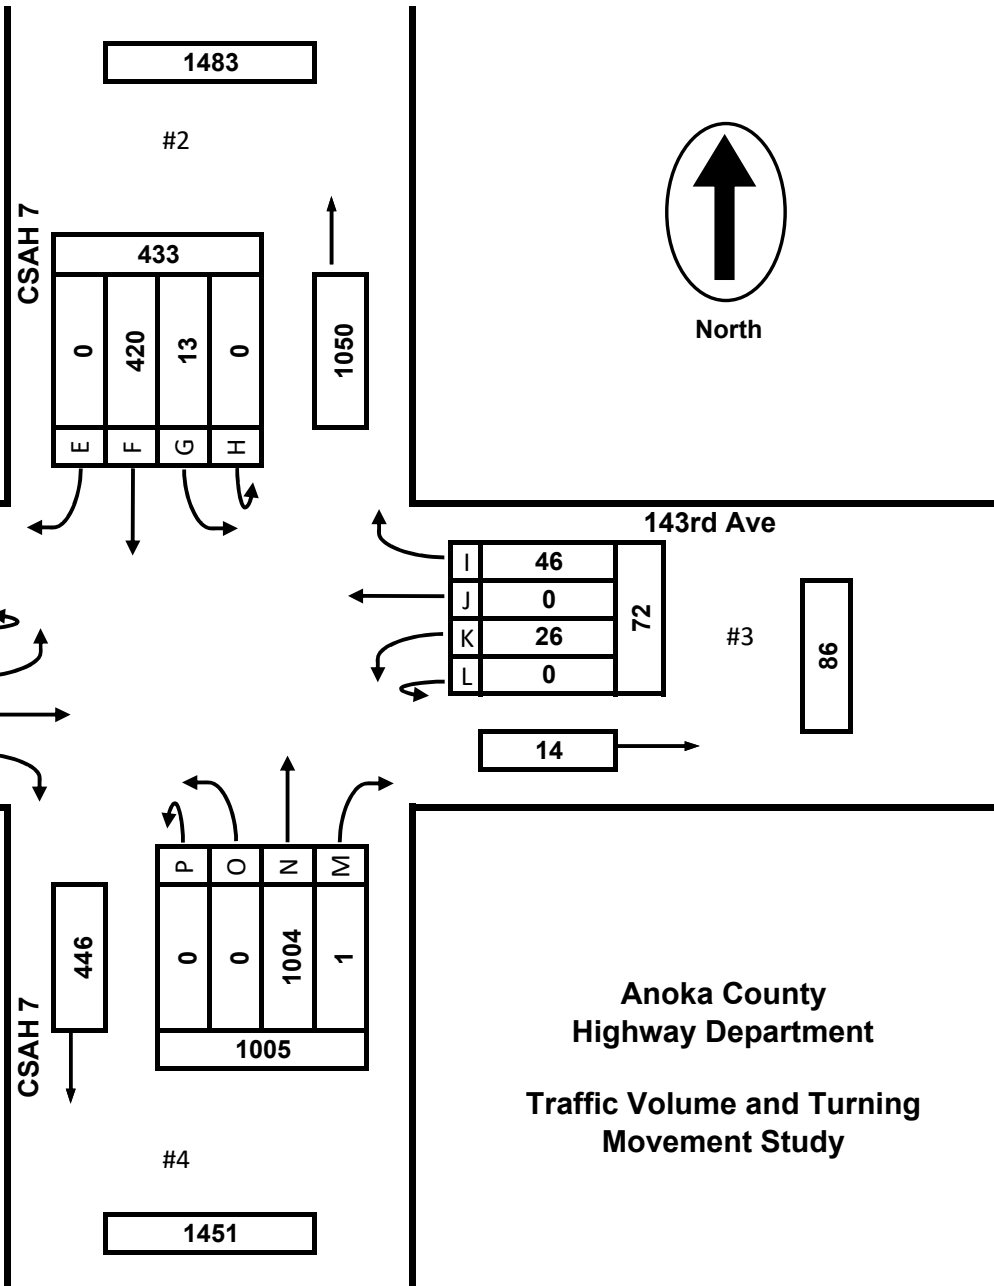 1483
#2
CSAH 7
433
0
420
13
0
E
F
G
H
1050
North
143rd Ave
I
46
J
0
K
26
L
0
72
#3
86
14
P
O
N
M
0
0
1004
1
1005
446
CSAH 7
#4
1451
Anoka County
Highway Department
Traffic Volume and Turning
Movement Study